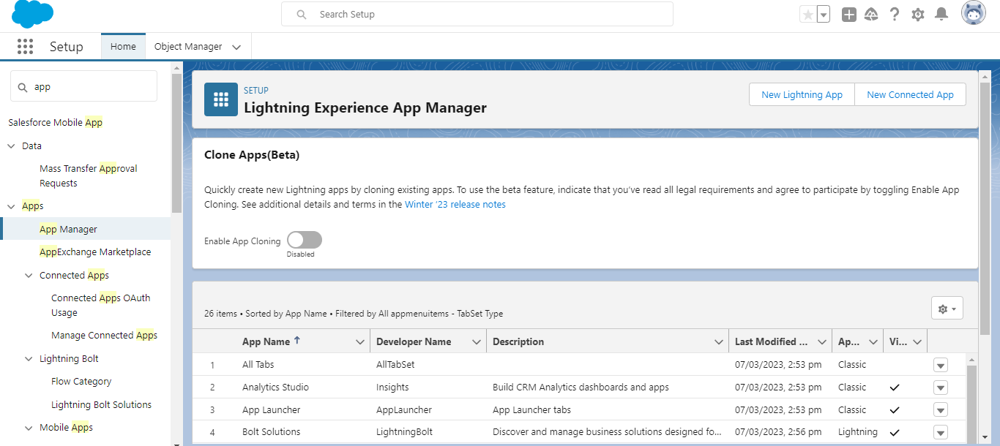 Search Setup
Setup
Home
Object Manager
app
Salesforce Mobile App
Data
Mass Transfer Approval
Requests
Apps
App Manager
AppExchange Marketplace
Connected Apps
Connected Apps OAuth
Usage
Manage Connected Apps
Lightning Bolt
Flow Category
Lightning Bolt Solutions
Mobile Apps
SETUP
Lightning Experience App Manager
New Lightning App
New Connected App
Clone Apps(Beta)
Quickly create new Lightning apps by cloning existing apps. To use the beta feature, indicate that you've read all legal requirements and agree to participate by toggling Enable App
Cloning. See additional details and terms in the Winter '23 release notes
Enable App Cloning
Disabled
26 items • Sorted by App Name • Filtered by All appmenuitems - TabSet Type
App Name ↑ Developer Name Description Last Modified ... Ap... Vi...
1 All Tabs AllTabSet 07/03/2023, 2:53 pm Classic
2 Analytics Studio Insights Build CRM Analytics dashboards and apps 07/03/2023, 2:53 pm Classic ✓
3 App Launcher AppLauncher App Launcher tabs 07/03/2023, 2:53 pm Classic ✓
4 Bolt Solutions LightningBolt Discover and manage business solutions designed fo... 07/03/2023, 2:56 pm Lightning ✓